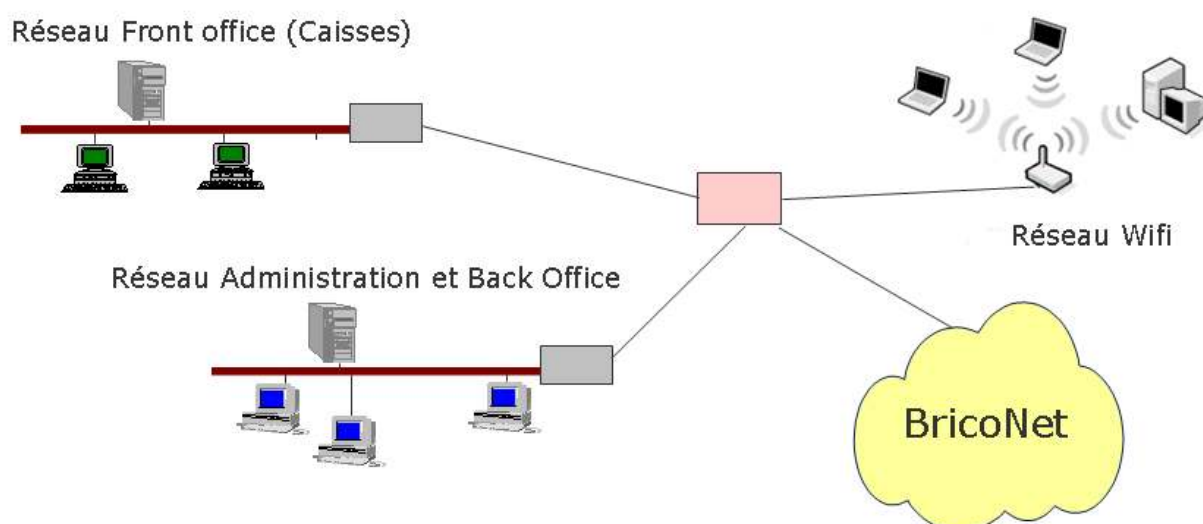 Réseau Front office (Caisses)
Réseau Wifi
Réseau Administration et Back Office
BricoNet